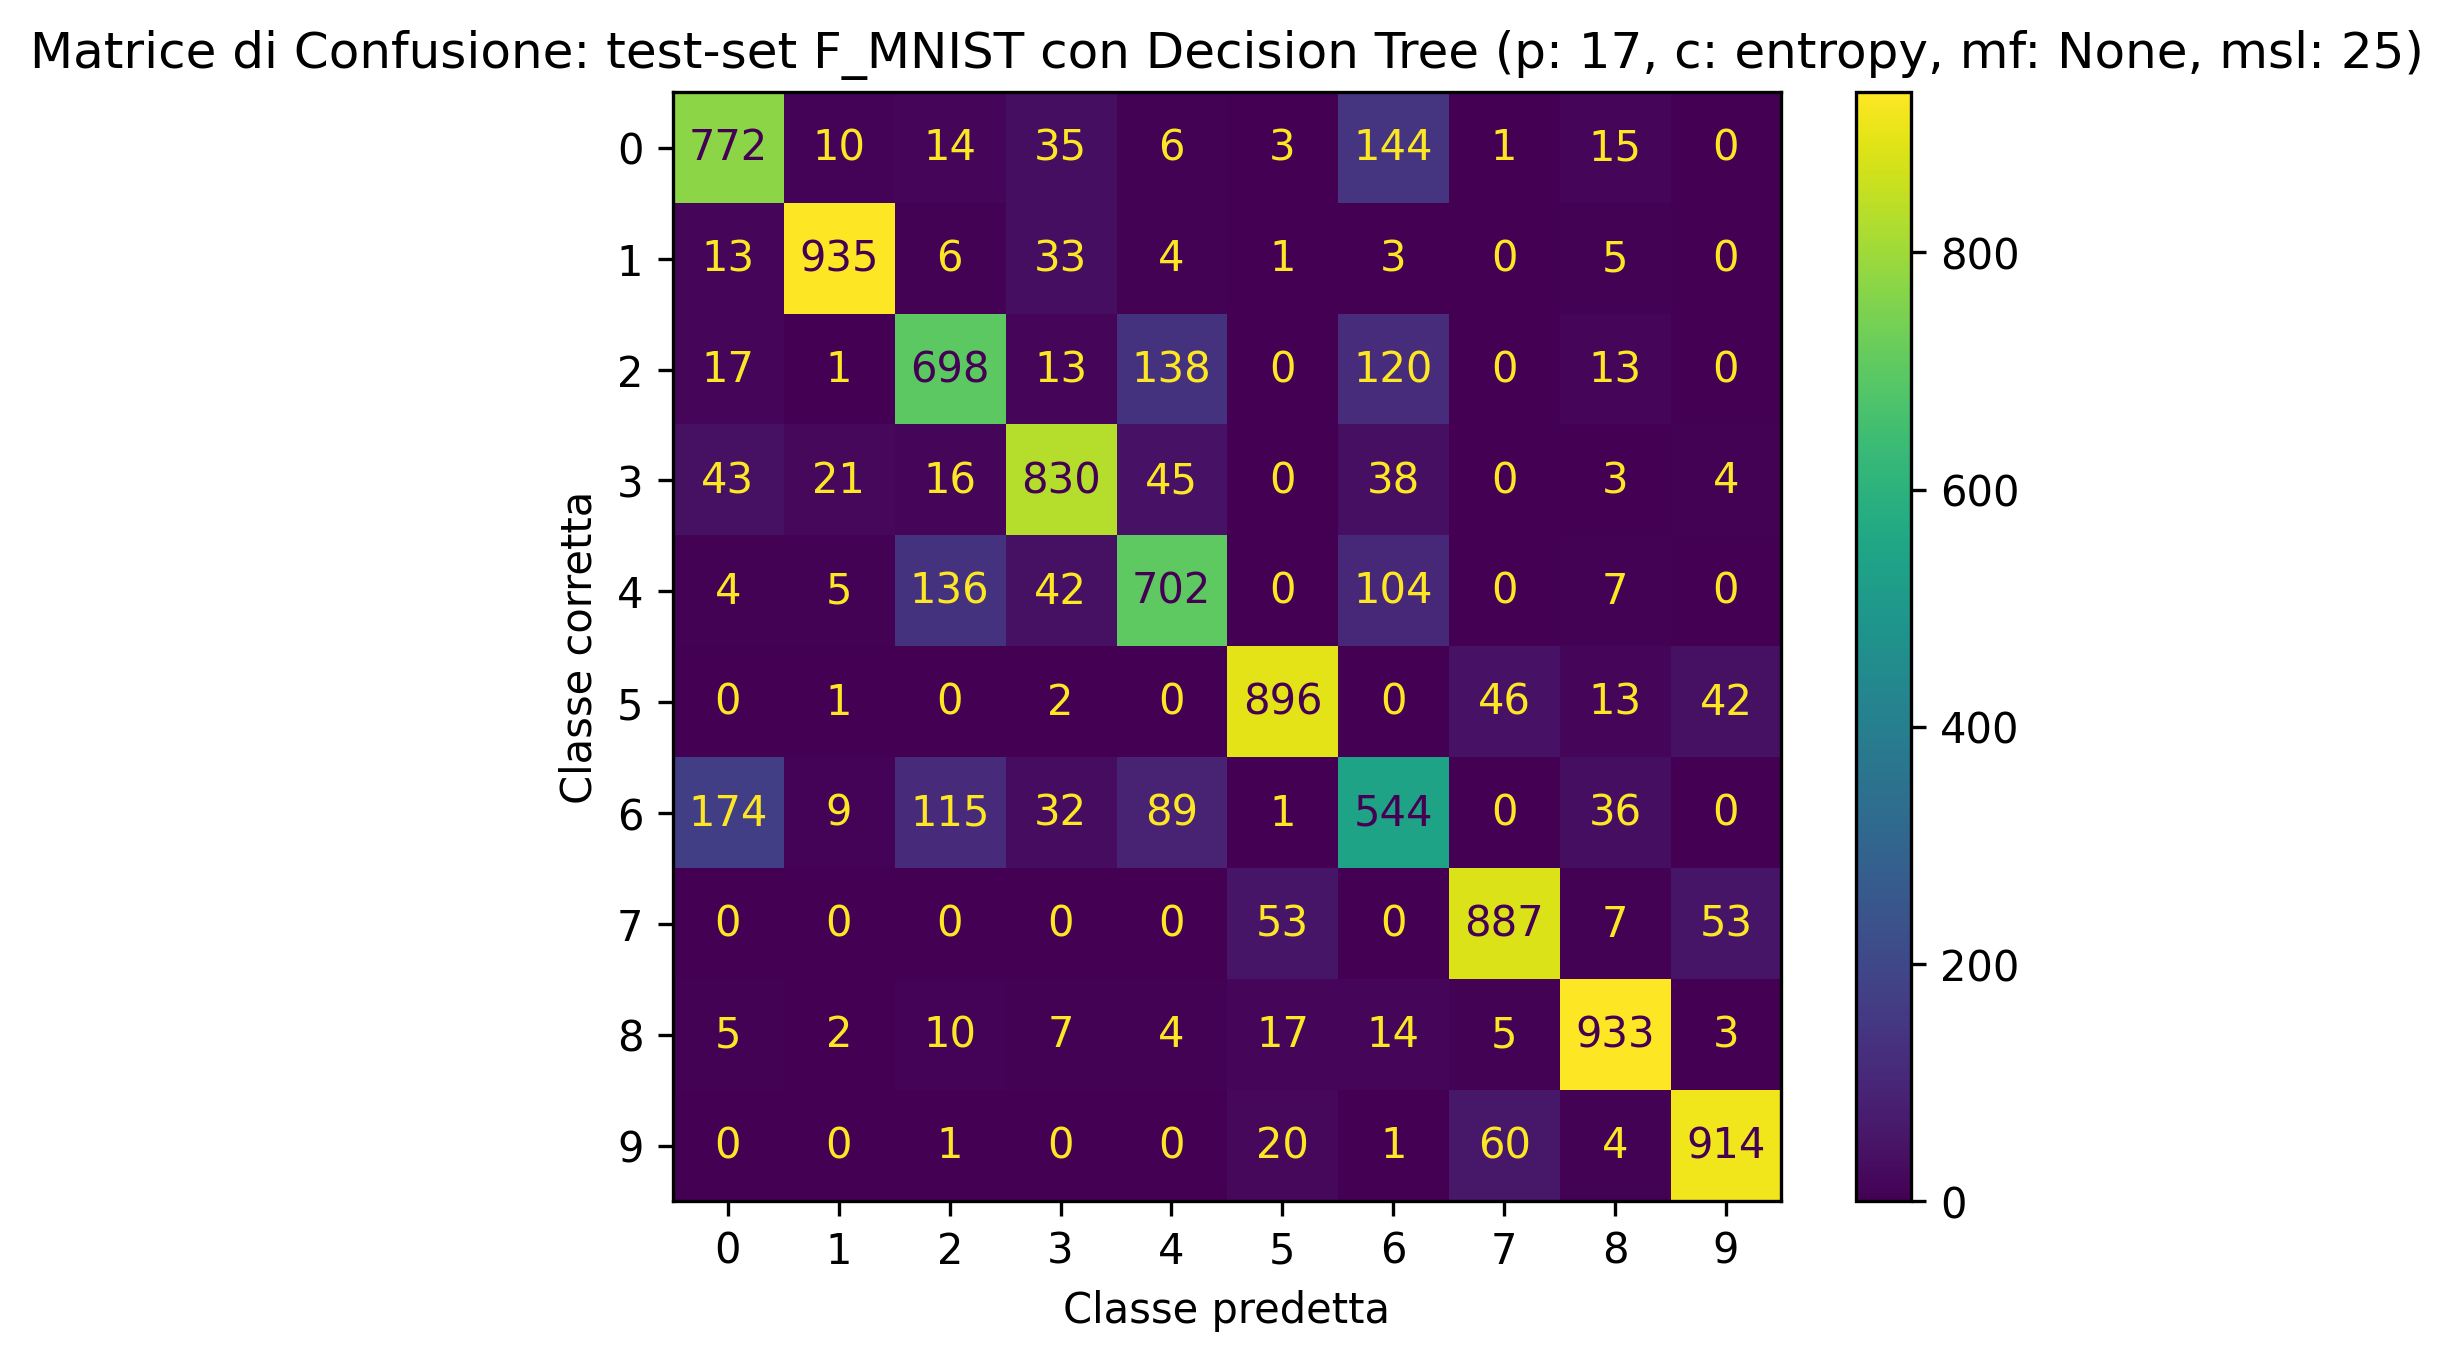 Matrice di Confusione: test-set F_MNIST con Decision Tree (p: 17, c: entropy, mf: None, msl: 25)
Classe corretta
0 772 10 14 35 6 3 144 1 15 0
1 13 935 6 33 4 1 3 0 5 0
2 17 1 698 13 138 0 120 0 13 0
3 43 21 16 830 45 0 38 0 3 4
4 4 5 136 42 702 0 104 0 7 0
5 0 1 0 2 0 896 0 46 13 42
6 174 9 115 32 89 1 544 0 36 0
7 0 0 0 0 0 53 0 887 7 53
8 5 2 10 7 4 17 14 5 933 3
9 0 0 1 0 0 20 1 60 4 914
0 1 2 3 4 5 6 7 8 9
Classe predetta
800
600
400
200
0